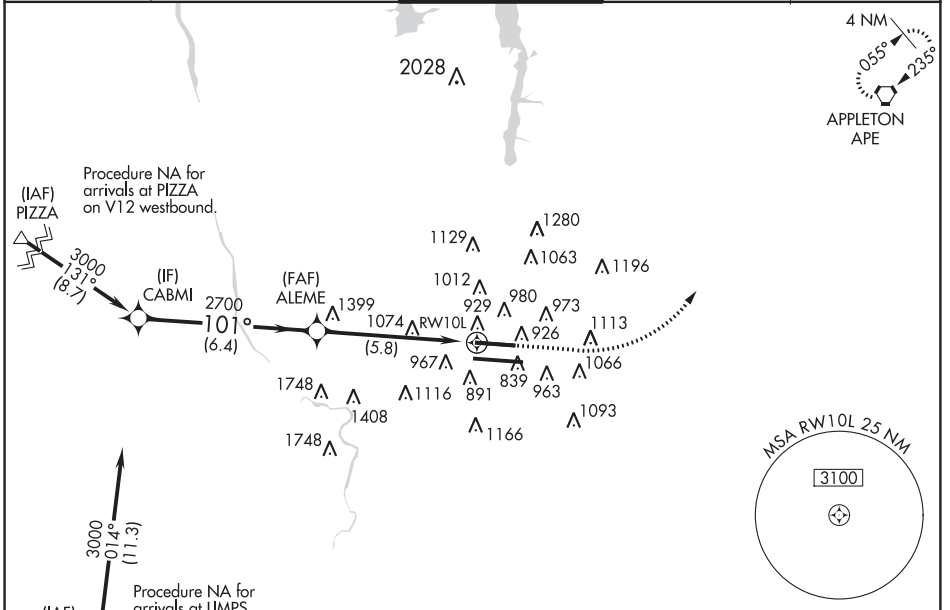 4 NM
055°
235°
APPLETON
APE
2028
Procedure NA for
arrivals at PIZZA
on V12 westbound.
(IAF)
PIZZA
3000
131°
(8.7)
(IF)
CABMI
2700
101°
(6.4)
(FAF)
ALEME
1399
1074
RW10L
(5.8)
1129
1280
1063
1196
1012
929
980
973
926
1113
967
839
963
1066
891
1748
1408
1116
1093
1748
1166
MSA RW10L 25 NM
3100
3000
014°
(11.3)
Procedure NA for
arrivals at UMPS
(IAF)